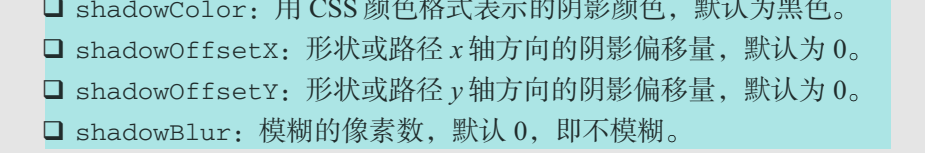 ❑ shadowColor：用 CSS 颜色格式表示的阴影颜色，默认为黑色。
❑ shadowOffsetX：形状或路径 x 轴方向的阴影偏移量，默认为 0。
❑ shadowOffsetY：形状或路径 y 轴方向的阴影偏移量，默认为 0。
❑ shadowBlur：模糊的像素数，默认 0，即不模糊。